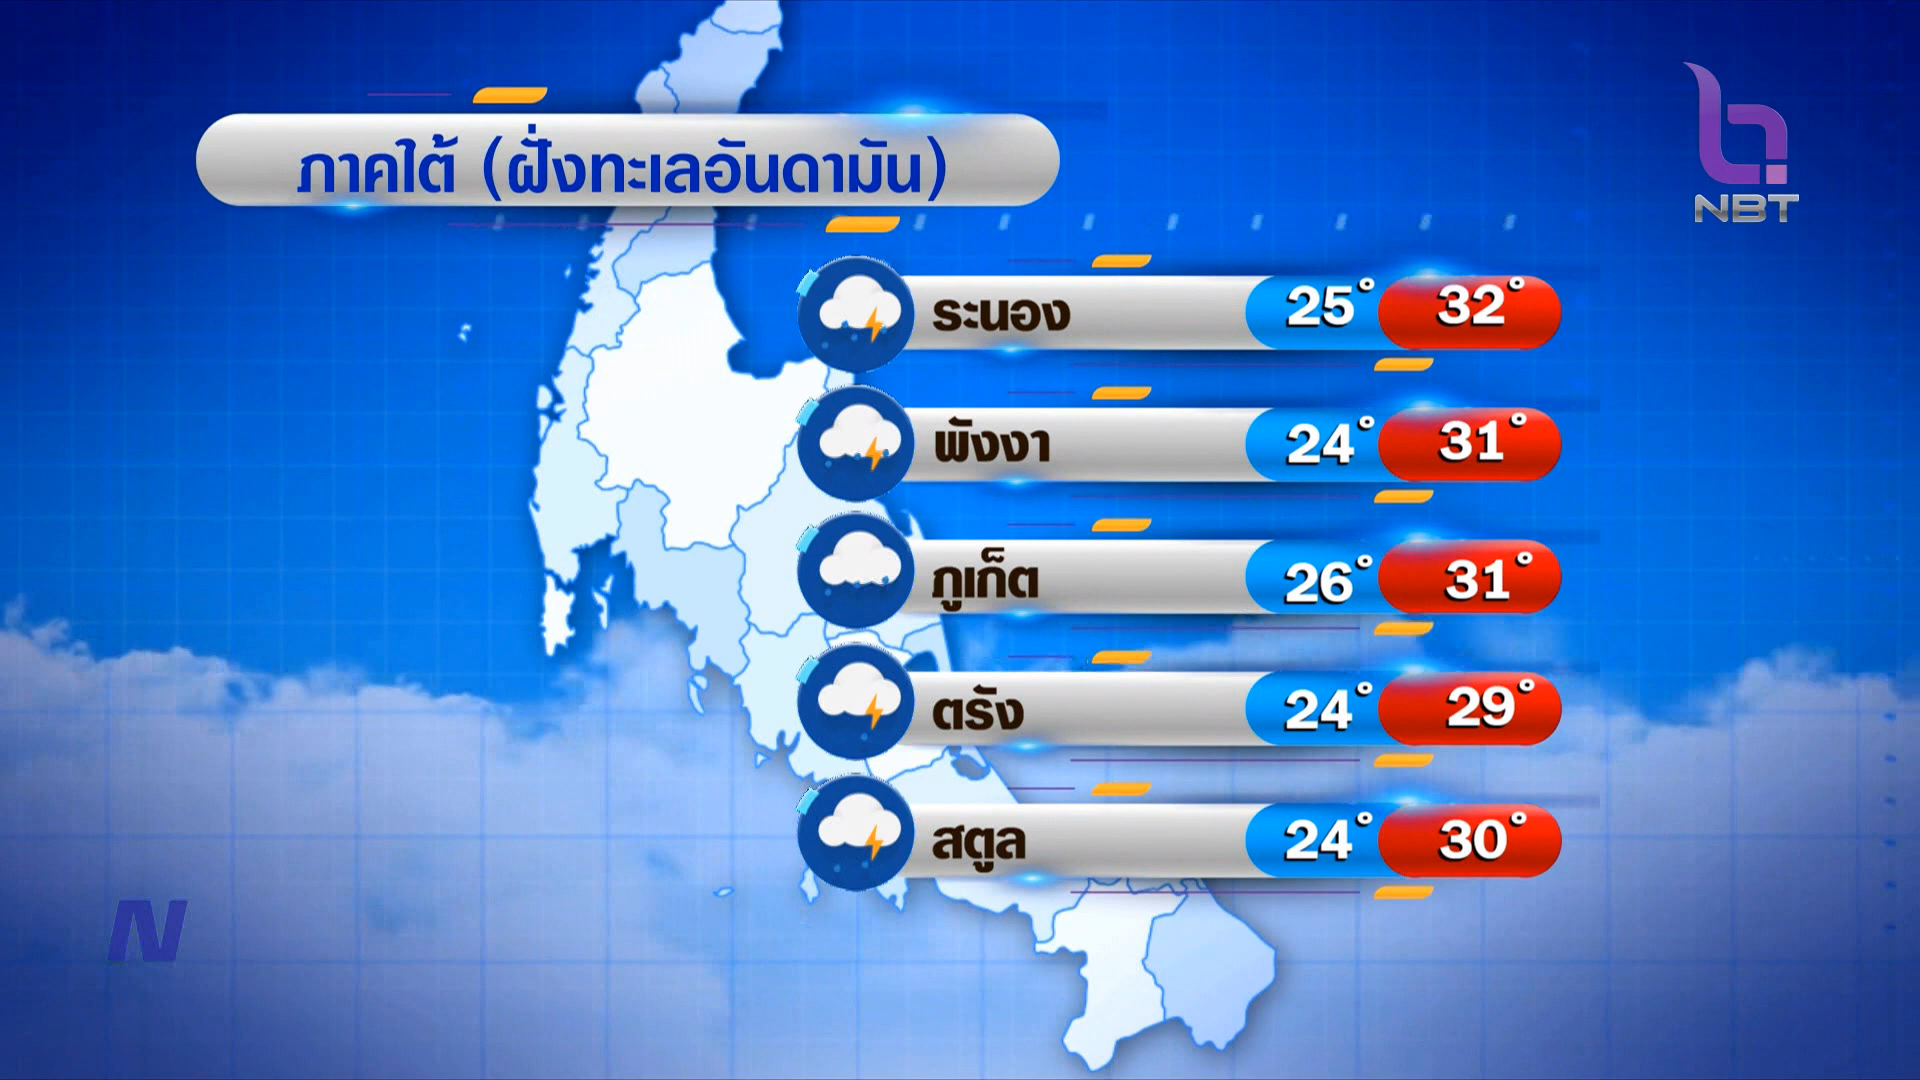 ภาคใต้ (ฝั่งทะเลอันดามัน)
NBT
ระนอง 25° 32°
พังงา 24° 31°
ภูเก็ต 26° 31°
ตรัง 24° 29°
สตูล 24° 30°
N